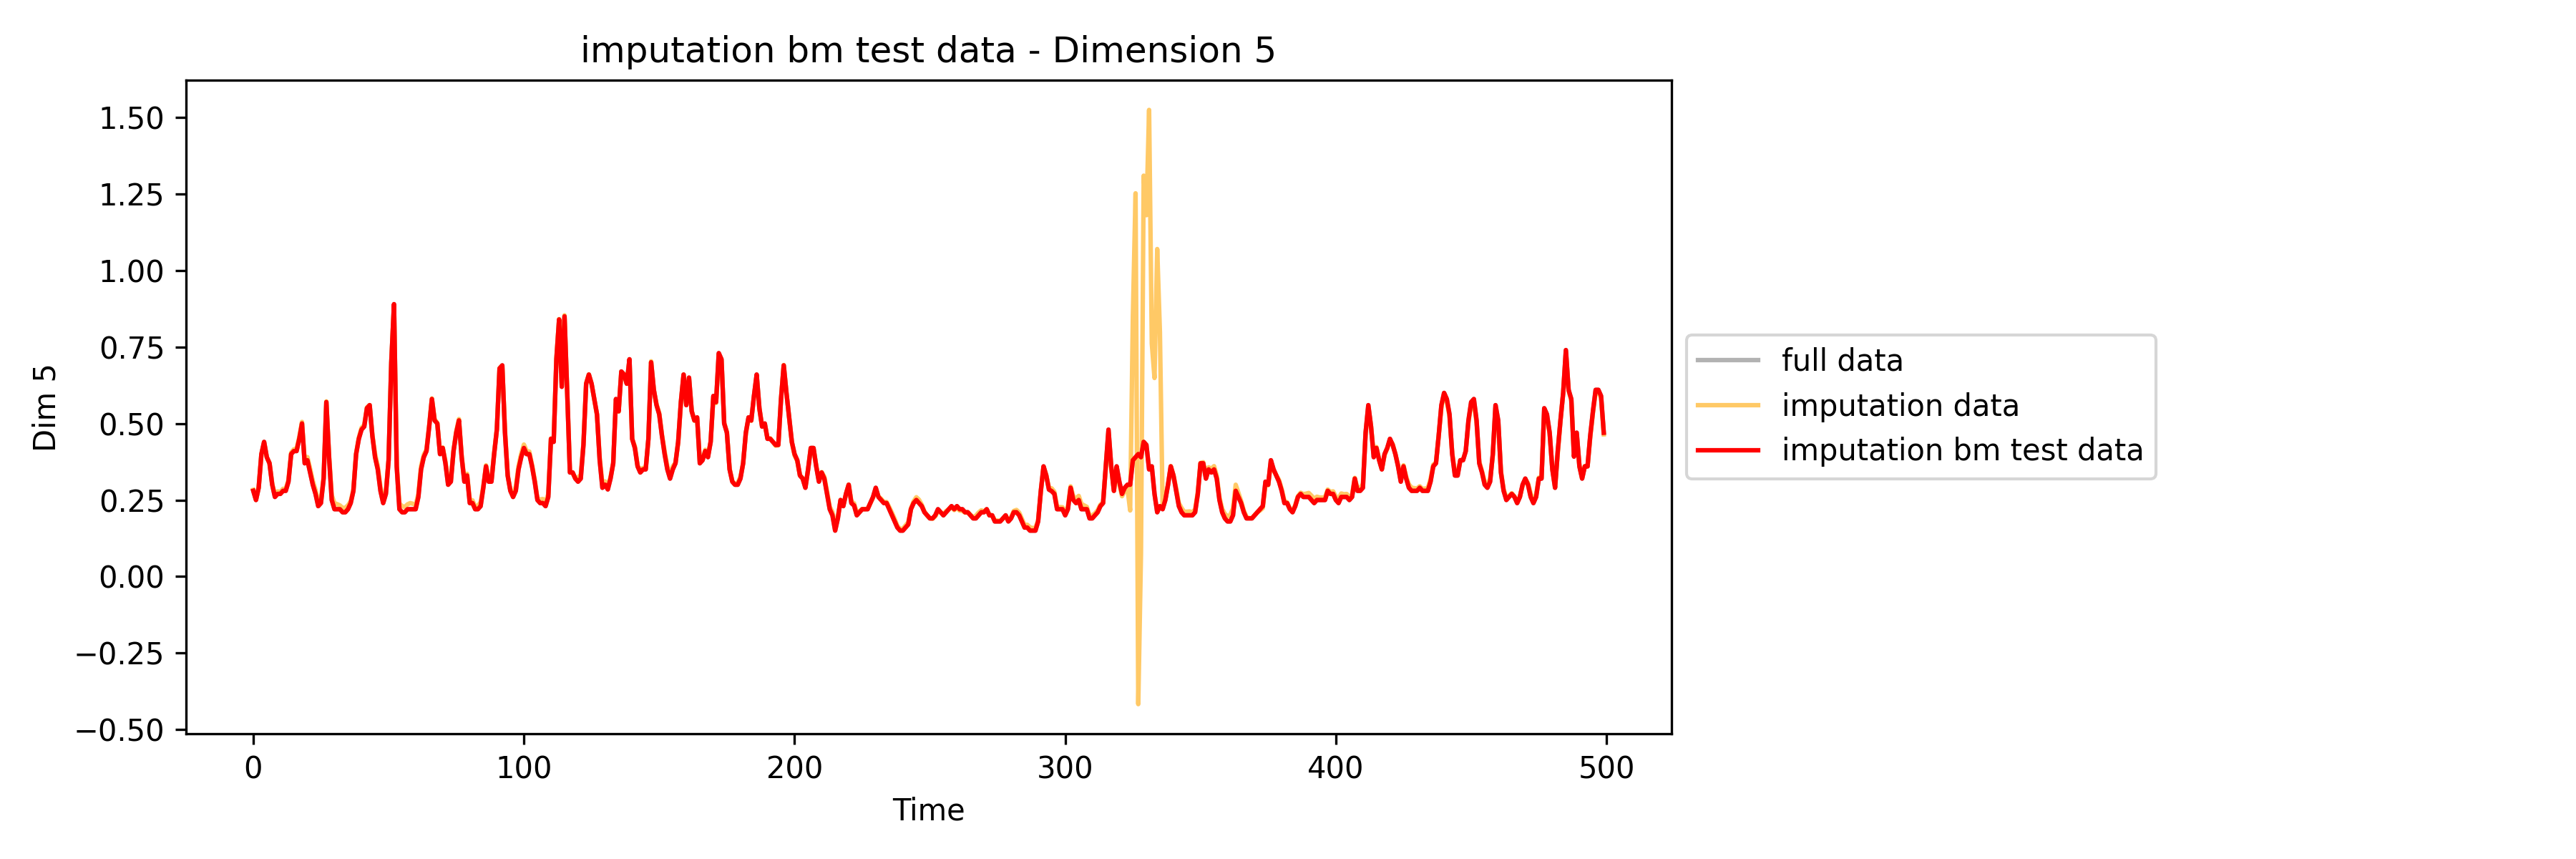 imputation bm test data - Dimension 5
1.50
1.25
1.00
0.75
0.50
0.25
0.00
−0.25
−0.50
Dim 5
0 100 200 300 400 500
Time
full data
imputation data
imputation bm test data